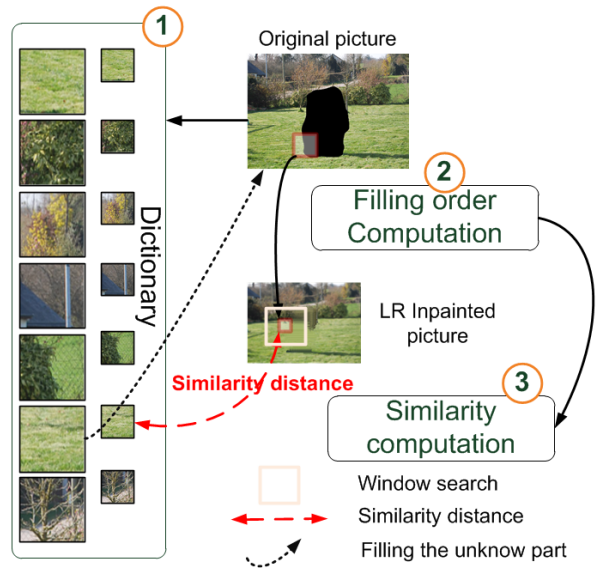 1
Original picture
Dictionary
2
Filling order
Computation
LR Inpainted
picture
Similarity distance
3
Similarity
computation
Window search
Similarity distance
Filling the unknow part